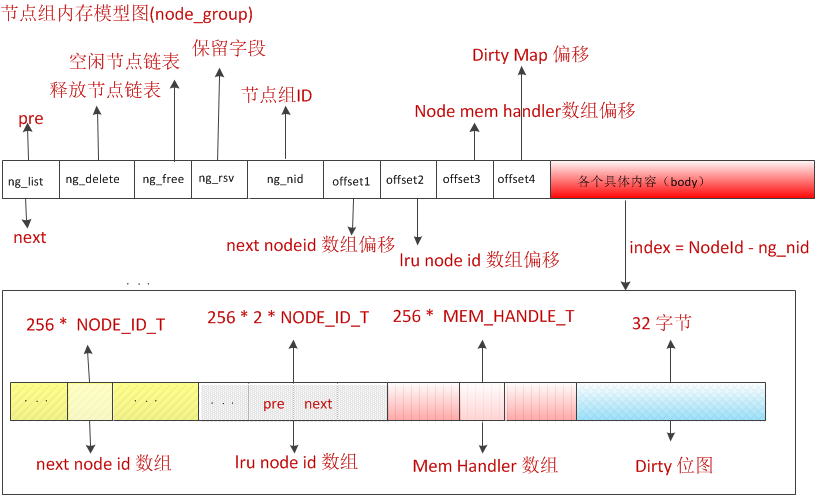 节点组内存模型图(node_group)
保留字段
空闲节点链表
Dirty Map 偏移
释放节点链表
节点组ID
pre
Node mem handler数组偏移
ng_list
ng_delete
ng_free
ng_rsv
ng_nid
offset1
offset2
offset3
offset4
各个具体内容（body）
next
next nodeid 数组偏移
lru node id 数组偏移
index = NodeId - ng_nid
. . .
256 * NODE_ID_T
256 * 2 * NODE_ID_T
256 * MEM_HANDLE_T
32 字节
. . .
. . .
. . .
pre
next
next node id 数组
lru node id 数组
Mem Handler 数组
Dirty 位图